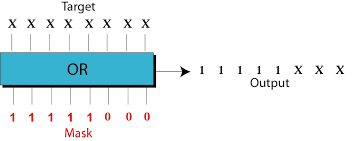 Target
X X X X X X X X
OR
1 1 1 1 1 X X X
Output
1 1 1 1 1 0 0 0
Mask